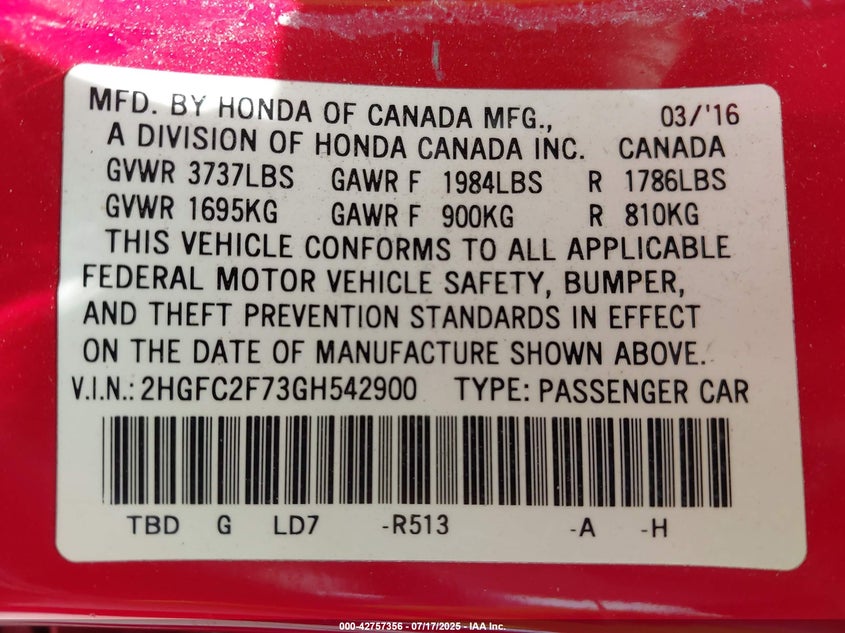 MFD. BY HONDA OF CANADA MFG., 03/'16
A DIVISION OF HONDA CANADA INC. CANADA
GVWR 3737LBS GAWR F 1984LBS R 1786LBS
GVWR 1695KG GAWR F 900KG R 810KG
THIS VEHICLE CONFORMS TO ALL APPLICABLE
FEDERAL MOTOR VEHICLE SAFETY, BUMPER,
AND THEFT PREVENTION STANDARDS IN EFFECT
ON THE DATE OF MANUFACTURE SHOWN ABOVE.
V.I.N.: 2HGFC2F73GH542900 TYPE: PASSENGER CAR
TBD G LD7 -R513 -A -H
000-42757356 - 07/17/2025 - IAA Inc.